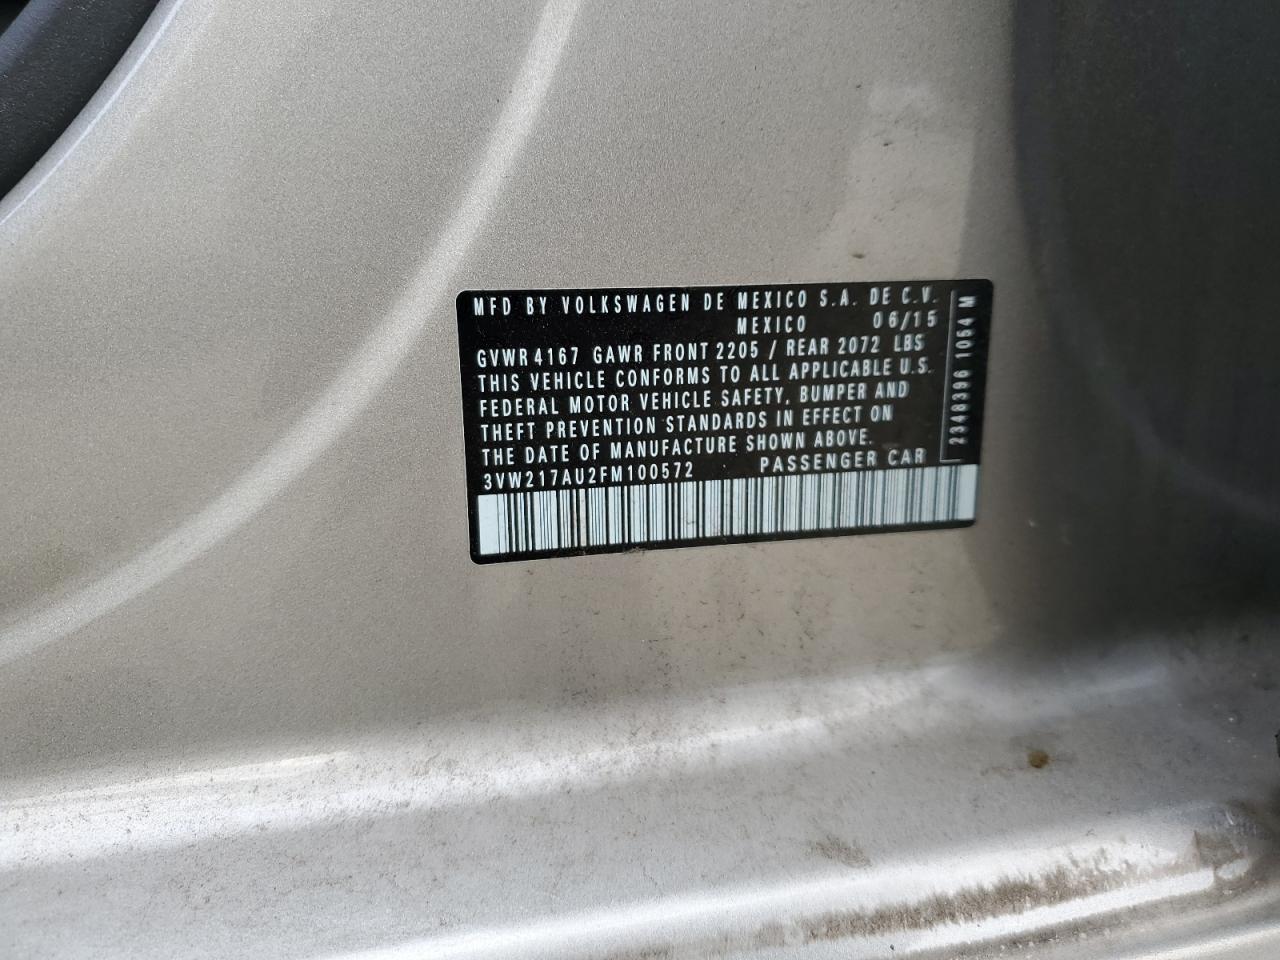 MFD BY VOLKSWAGEN DE MEXICO S.A. DE C.V.
MEXICO 06/15
GVWR 4167 GAWR FRONT 2205 / REAR 2072 LBS
THIS VEHICLE CONFORMS TO ALL APPLICABLE U.S.
FEDERAL MOTOR VEHICLE SAFETY, BUMPER AND
THEFT PREVENTION STANDARDS IN EFFECT ON
THE DATE OF MANUFACTURE SHOWN ABOVE.
3VW217AU2FM100572 PASSENGER CAR
2348396 1054 M